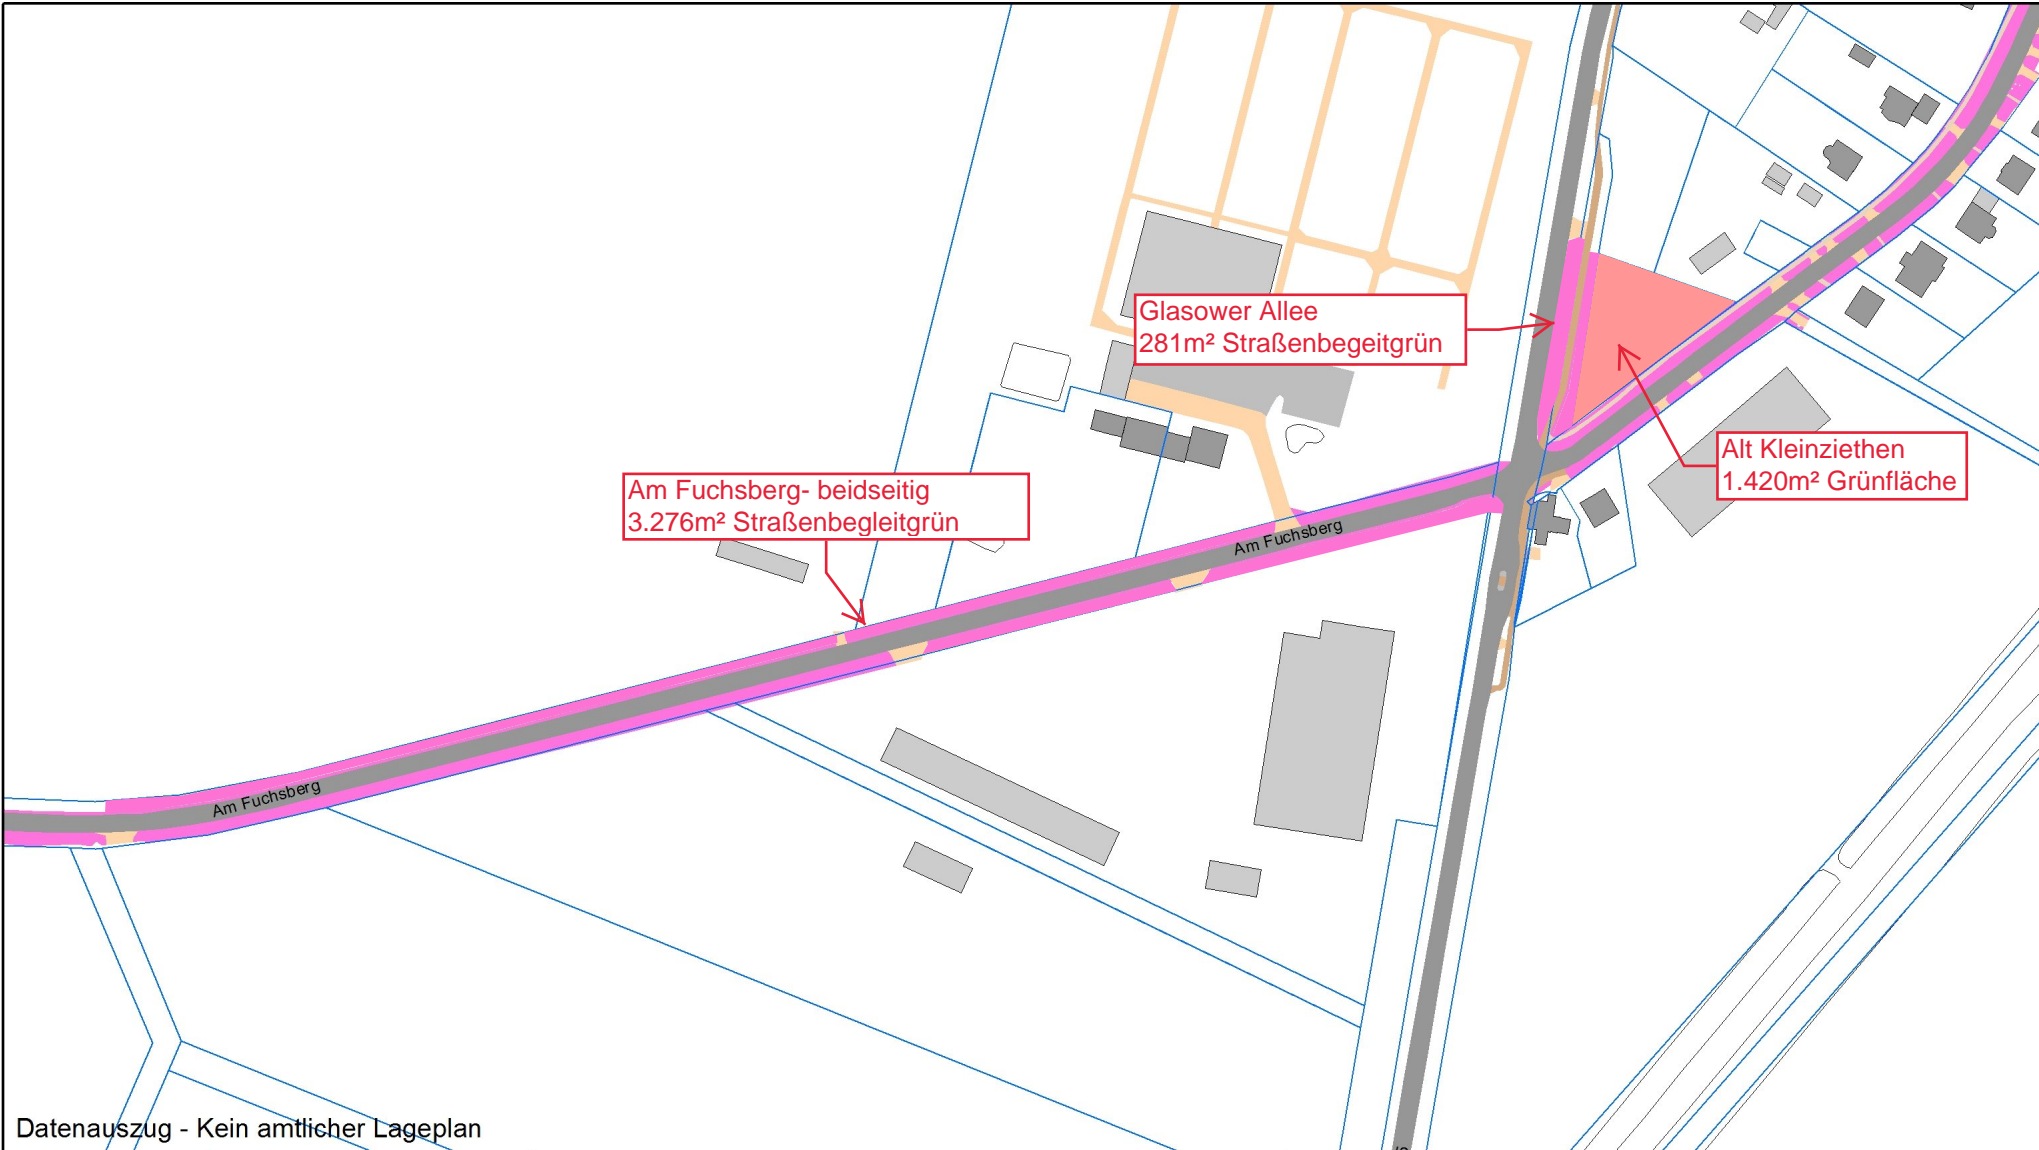 Glasower Allee
281m² Straßenbegeitgrün
Alt Kleinziethen
1.420m² Grünfläche
Am Fuchsberg- beidseitig
3.276m² Straßenbegleitgrün
Am Fuchsberg
Am Fuchsberg
Datenauszug - Kein amtlicher Lageplan